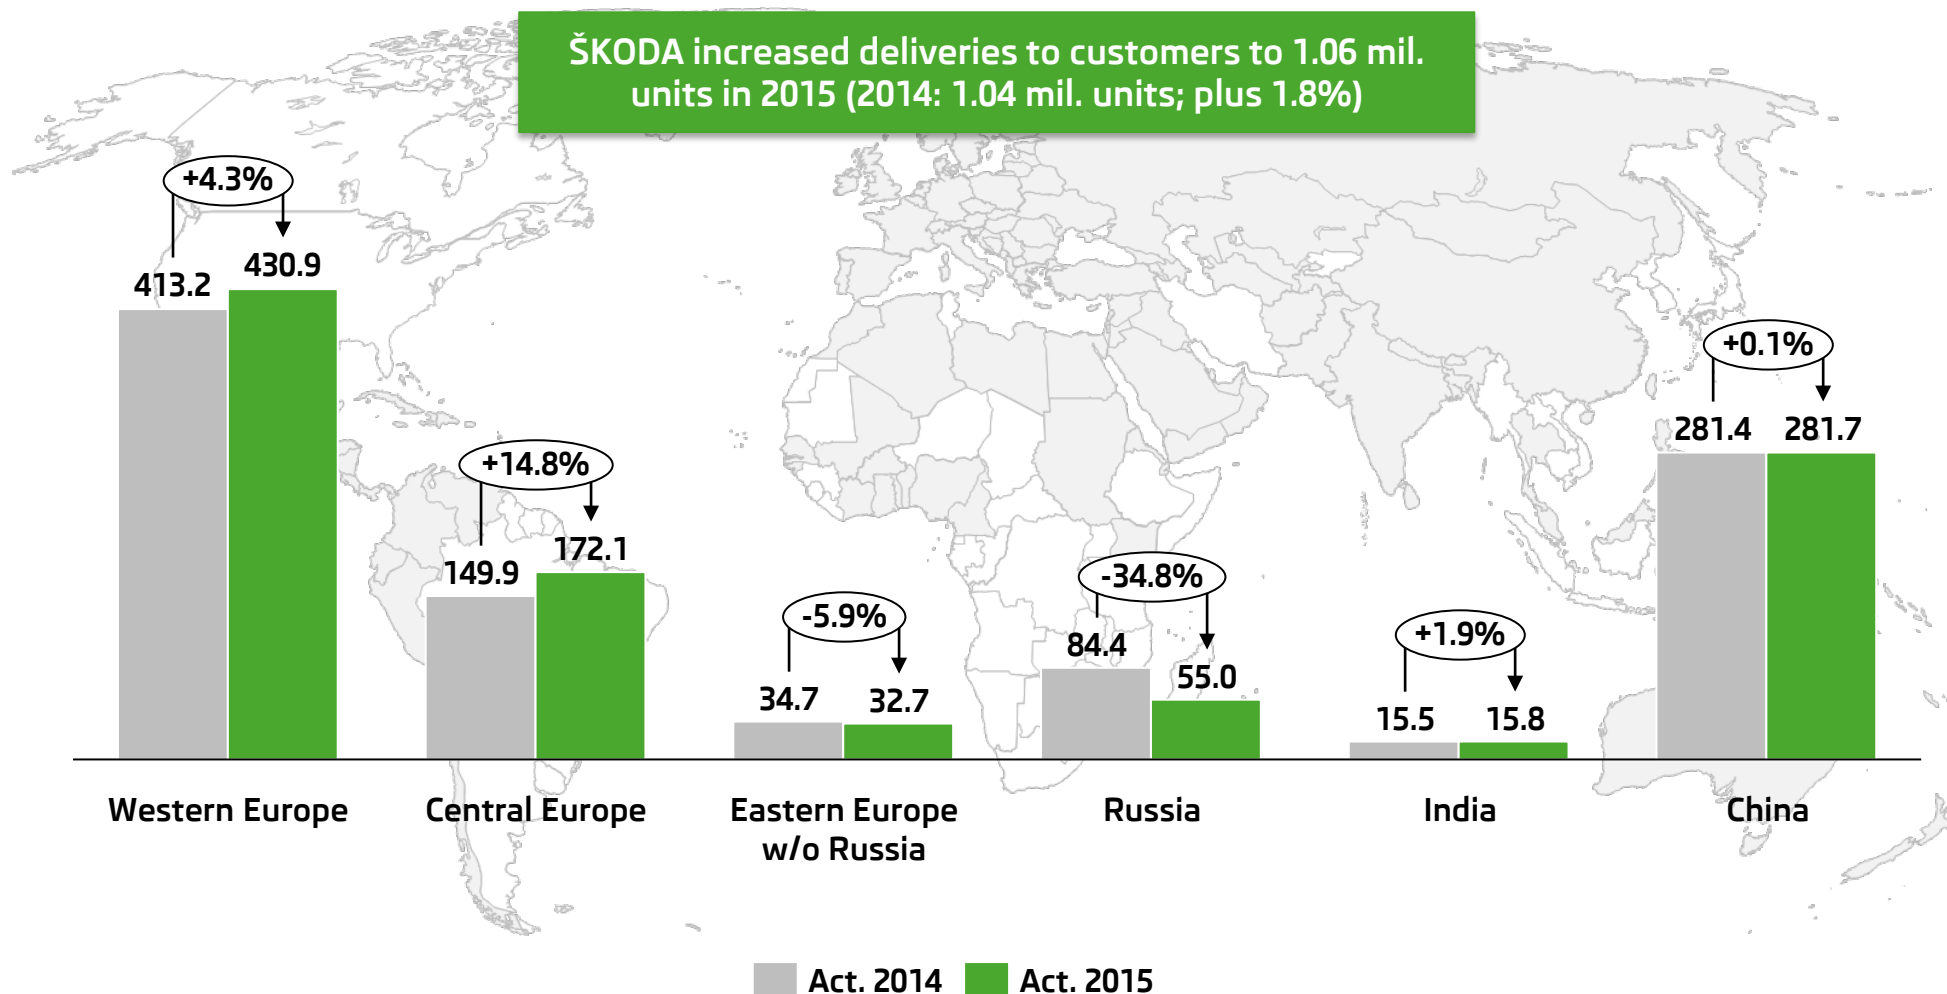 ŠKODA increased deliveries to customers to 1.06 mil.
units in 2015 (2014: 1.04 mil. units; plus 1.8%)
+4.3%
413.2
430.9
+14.8%
149.9
172.1
-5.9%
34.7
32.7
-34.8%
84.4
55.0
+1.9%
15.5
15.8
+0.1%
281.4
281.7
Western Europe
Central Europe
Eastern Europe
w/o Russia
Russia
India
China
Act. 2014
Act. 2015